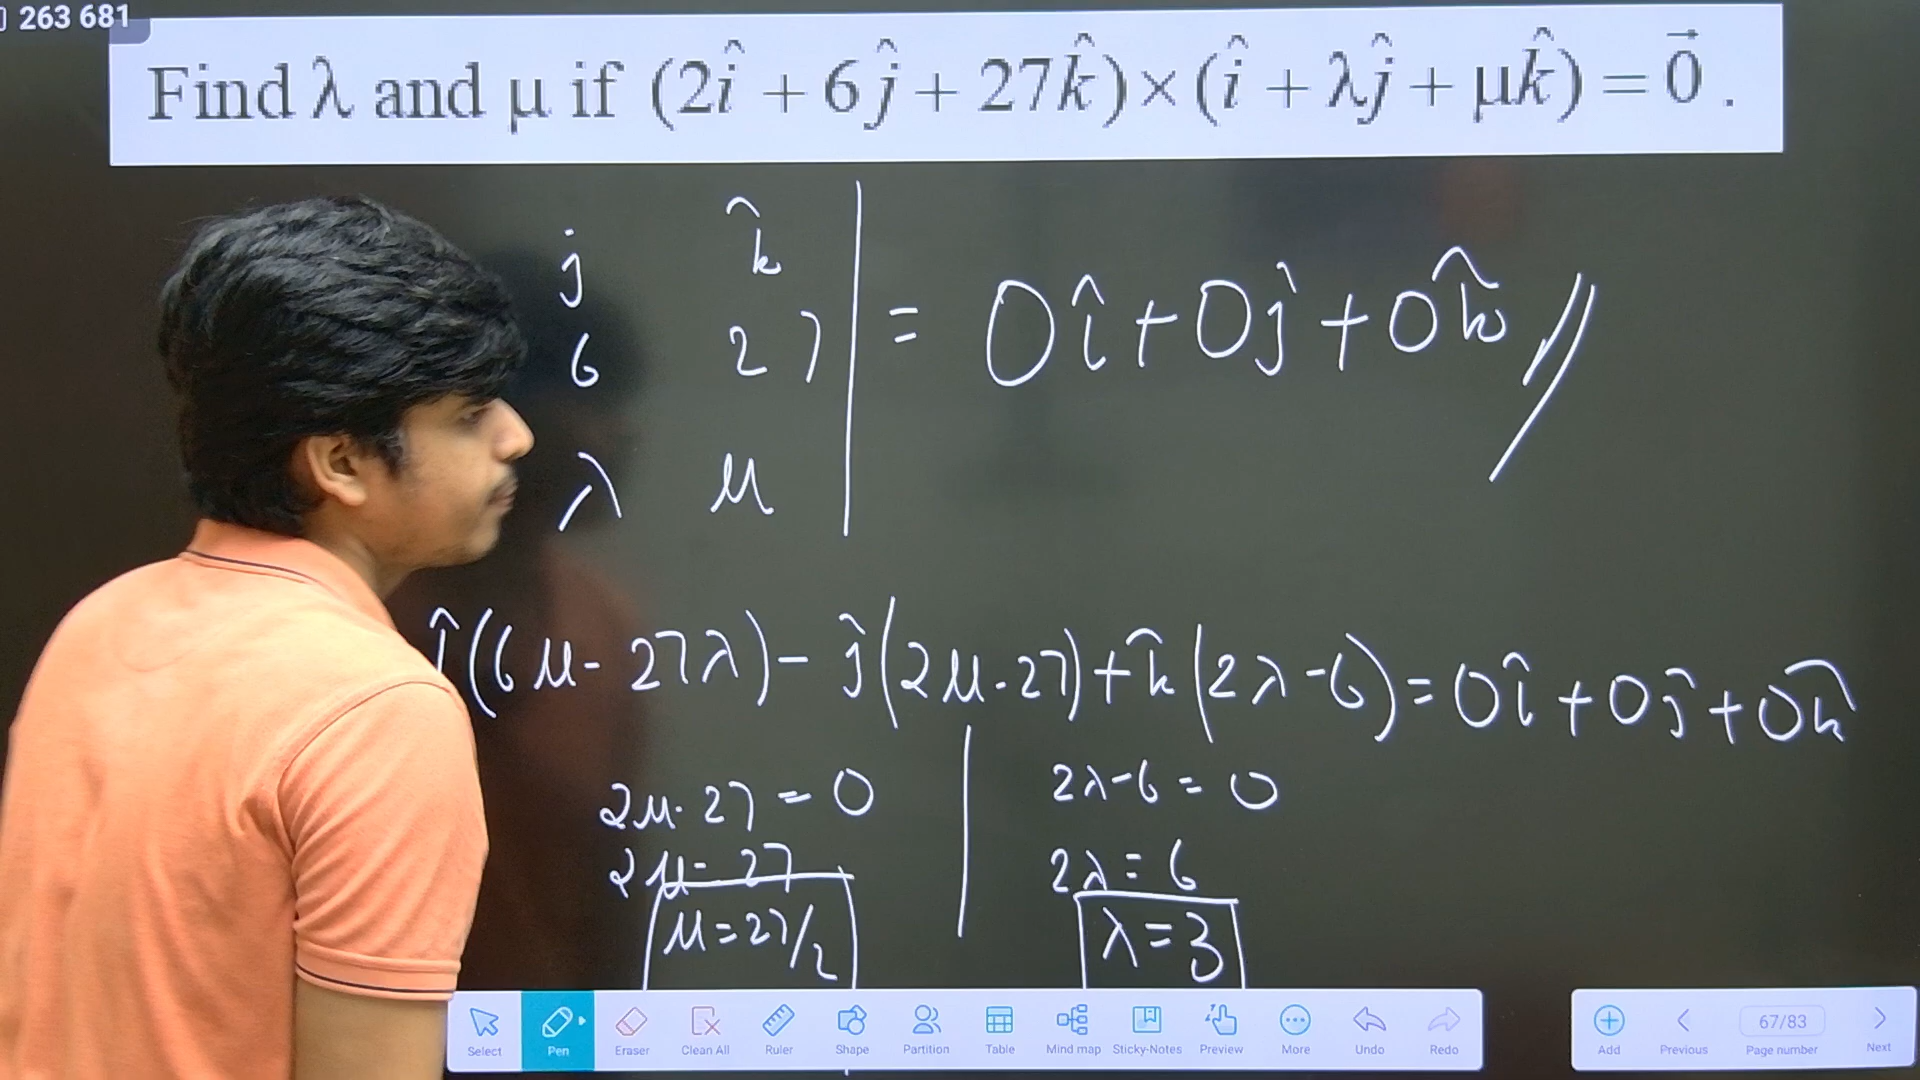 263 681
Find λ and μ if (2î + 6ĵ + 27k̂) × (î + λĵ + μk̂) = 0⃗ .
j k̂
6 27 = 0î + 0ĵ + 0k̂ //
λ μ
î(6μ - 27λ) - ĵ(2μ - 27) + k̂(2λ - 6) = 0î + 0ĵ + 0k̂
2μ - 27 = 0
2μ = 27
μ = 27/2
2λ - 6 = 0
2λ = 6
λ = 3
Select Pen Eraser Clean All Ruler Shape Partition Table Mind map Sticky-Notes Preview More Undo Redo
Add Previous 67/83 Page number Next